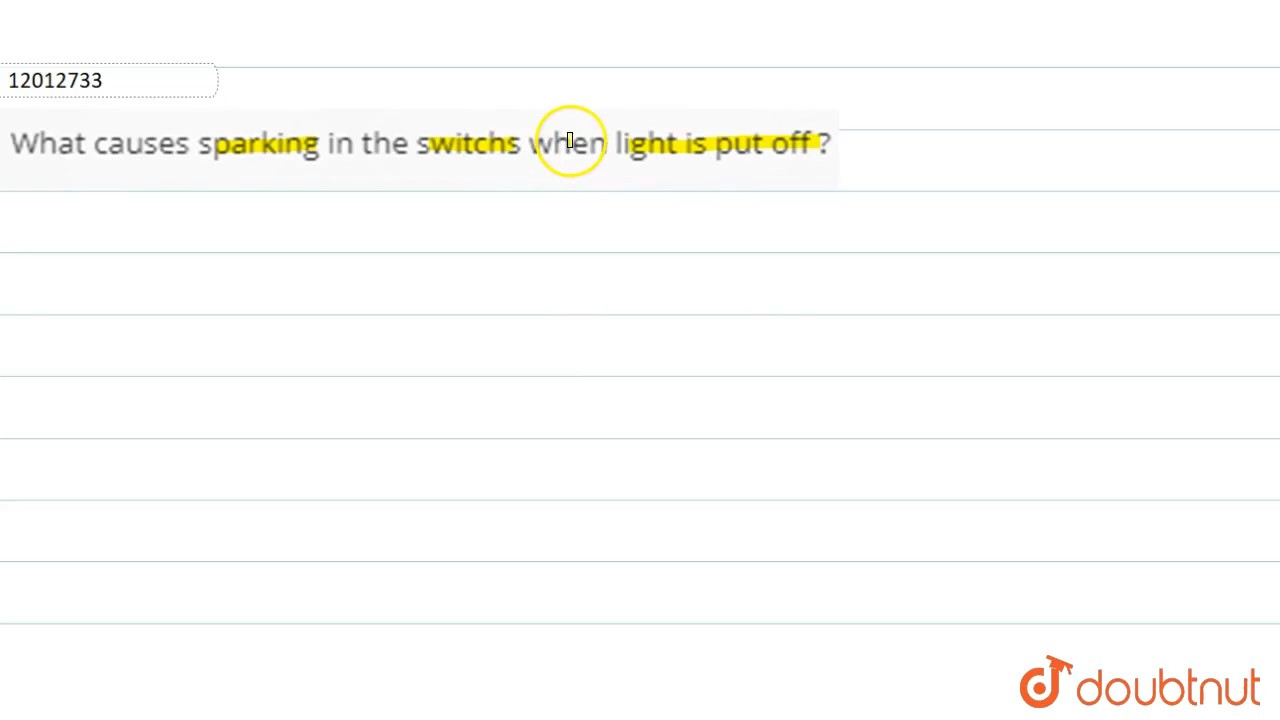 12012733
What causes sparking in the switchs when light is put off ?
doubtnut